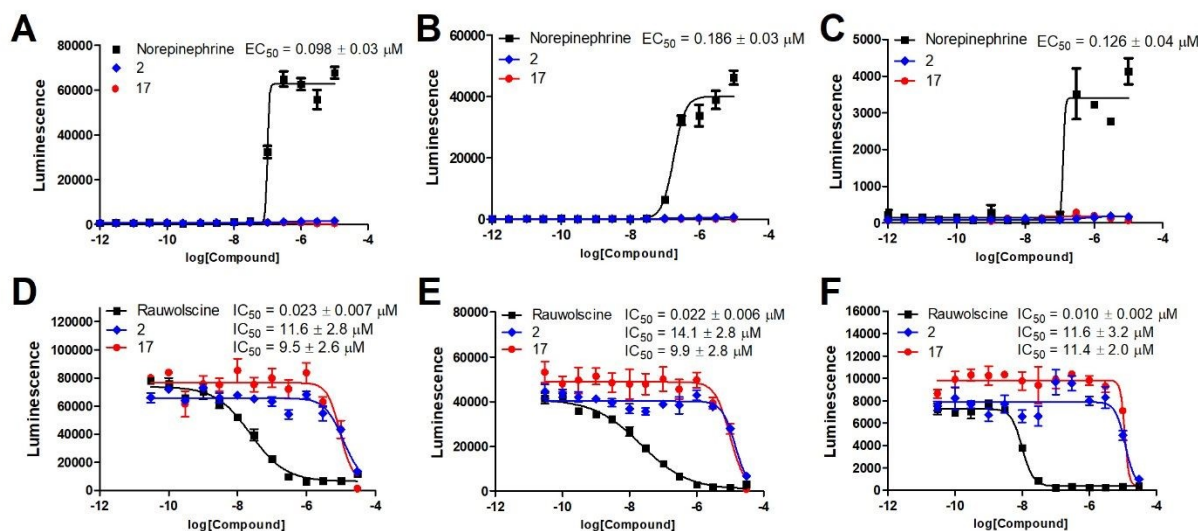 A
80000
60000
40000
20000
0
Luminescence
Norepinephrine EC50 = 0.098 ± 0.03 μM
2
17
-12 -10 -8 -6 -4
log[Compound]
B
60000
40000
20000
0
Luminescence
Norepinephrine EC50 = 0.186 ± 0.03 μM
2
17
-12 -10 -8 -6 -4
log[Compound]
C
5000
4000
3000
2000
1000
0
Luminescence
Norepinephrine EC50 = 0.126 ± 0.04 μM
2
17
-12 -10 -8 -6 -4
log[Compound]
D
120000
100000
80000
60000
40000
20000
0
Luminescence
Rauwolscine IC50 = 0.023 ± 0.007 μM
2 IC50 = 11.6 ± 2.8 μM
17 IC50 = 9.5 ± 2.6 μM
-12 -10 -8 -6 -4
log[Compound]
E
80000
60000
40000
20000
0
Luminescence
Rauwolscine IC50 = 0.022 ± 0.006 μM
2 IC50 = 14.1 ± 2.8 μM
17 IC50 = 9.9 ± 2.8 μM
-12 -10 -8 -6 -4
log[Compound]
F
16000
14000
12000
10000
8000
6000
4000
2000
0
Luminescence
Rauwolscine IC50 = 0.010 ± 0.002 μM
2 IC50 = 11.6 ± 3.2 μM
17 IC50 = 11.4 ± 2.0 μM
-12 -10 -8 -6 -4
log[Compound]